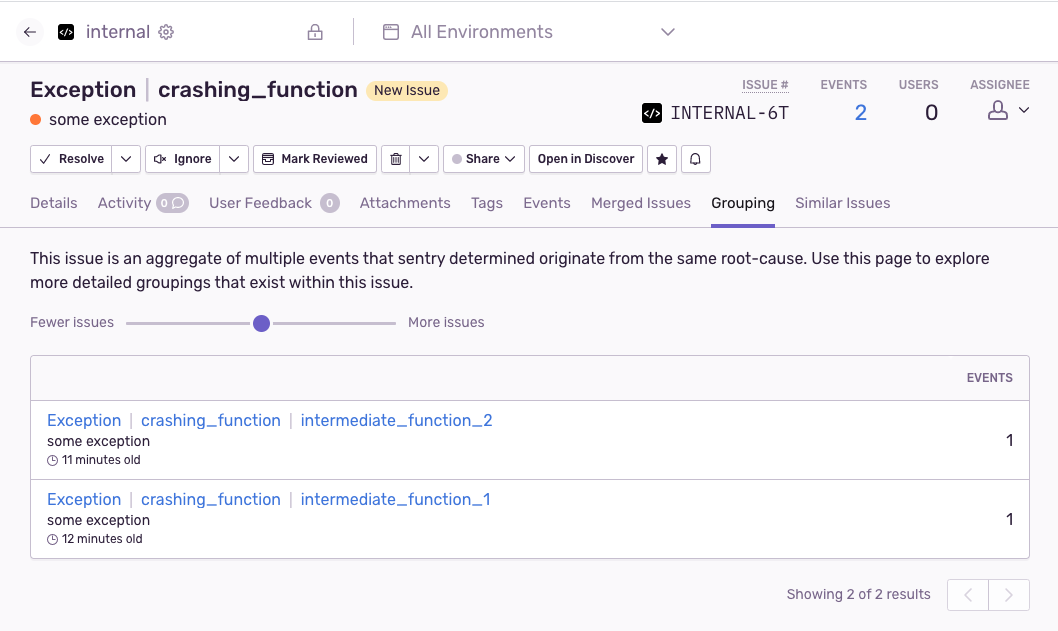 internal All Environments
Exception | crashing_function New Issue
some exception
ISSUE # EVENTS USERS ASSIGNEE
INTERNAL-6T 2 0
Resolve Ignore Mark Reviewed Share Open in Discover
Details Activity 0 User Feedback 0 Attachments Tags Events Merged Issues Grouping Similar Issues
This issue is an aggregate of multiple events that sentry determined originate from the same root-cause. Use this page to explore
more detailed groupings that exist within this issue.
Fewer issues More issues
EVENTS
Exception | crashing_function | intermediate_function_2
some exception
11 minutes old
1
Exception | crashing_function | intermediate_function_1
some exception
12 minutes old
1
Showing 2 of 2 results